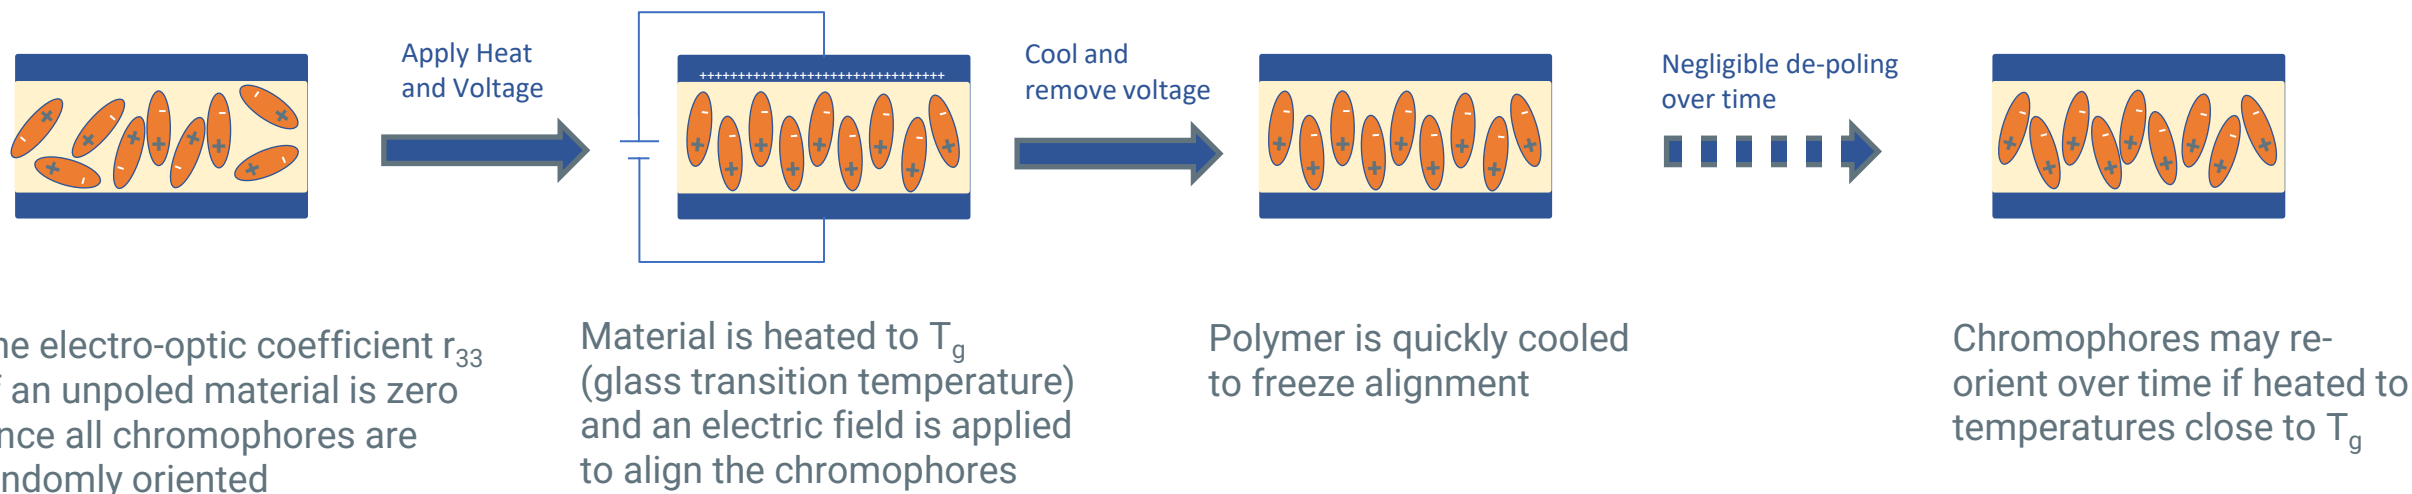 Apply Heat
and Voltage
+++++++++++++++++++++++++++++++
Cool and
remove voltage
Negligible de-poling
over time
he electro-optic coefficient r33
f an unpoled material is zero
nce all chromophores are
ndomly oriented
Material is heated to Tg
(glass transition temperature)
and an electric field is applied
to align the chromophores
Polymer is quickly cooled
to freeze alignment
Chromophores may re-
orient over time if heated to
temperatures close to Tg